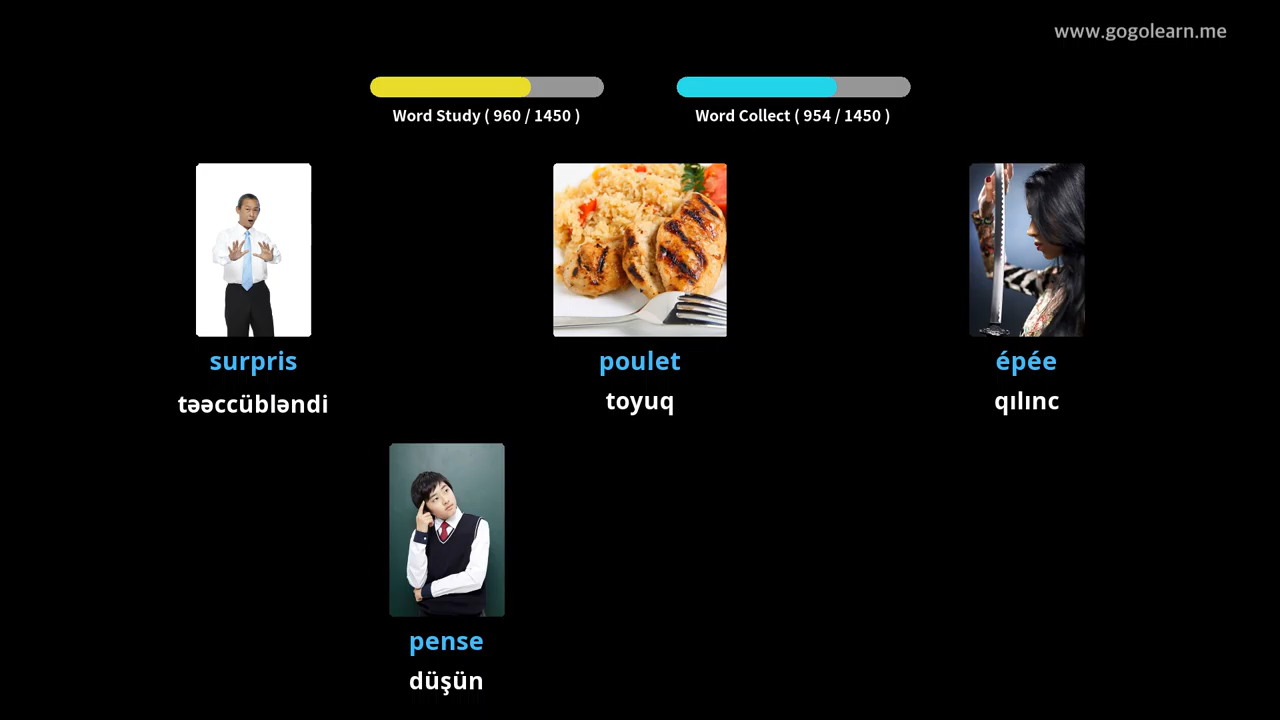 www.gogolearn.me
Word Study ( 960 / 1450 )
Word Collect ( 954 / 1450 )
surpris
təəccübləndi
poulet
toyuq
épée
qılınc
pense
düşün